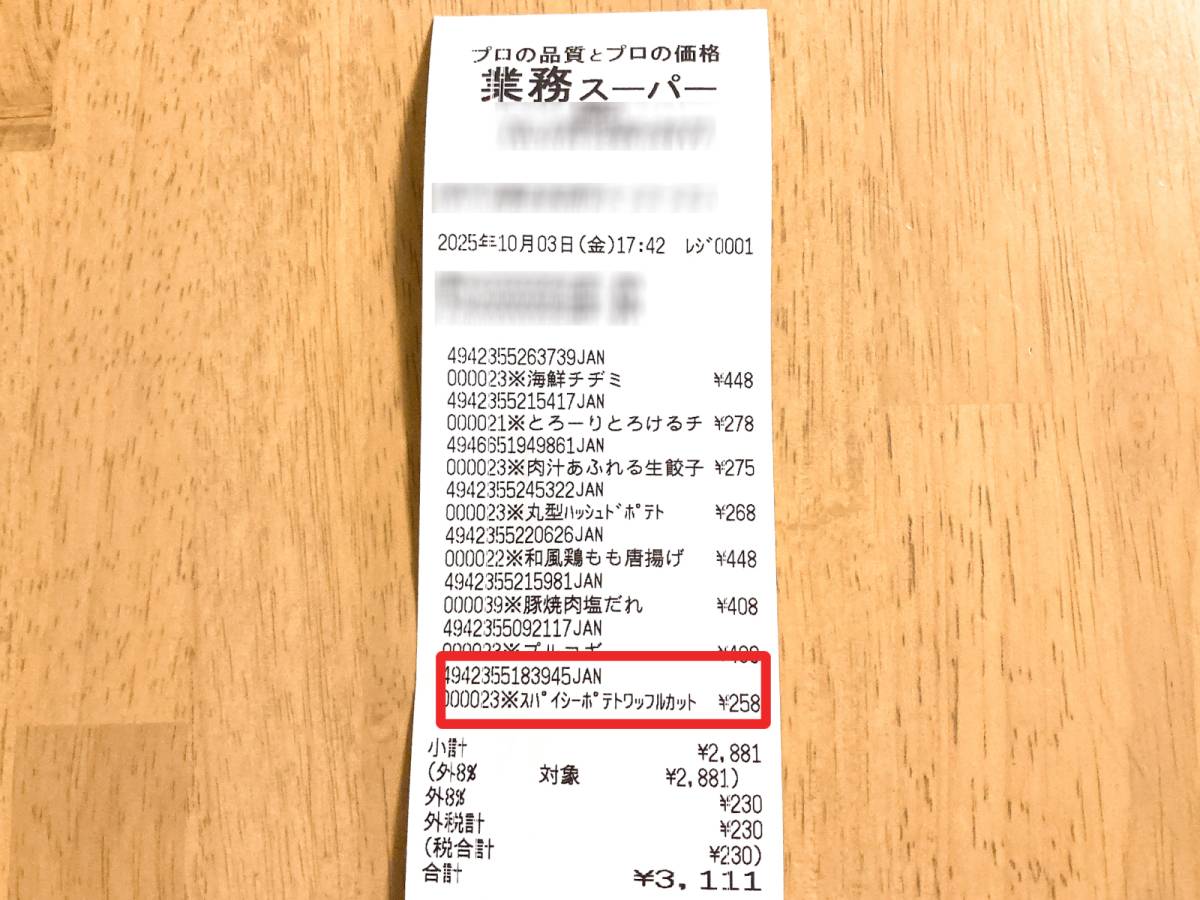 プロの品質とプロの価格
業務スーパー
2025年10月03日(金)17:42 レジ0001
4942355263739JAN
000023※海鮮チヂミ ¥448
4942355215417JAN
000021※とろーりとろけるチ ¥278
4946651949861JAN
000023※肉汁あふれる生餃子 ¥275
4942355245322JAN
000023※丸型ハッシュドポテト ¥268
4942355220626JAN
000022※和風鶏もも唐揚げ ¥448
4942355215981JAN
000039※豚焼肉塩だれ ¥408
4942355092117JAN
000023※プルコギ ¥498
4942355183945JAN
000023※スパイシーポテトワッフルカット ¥258
小計 ¥2,881
(外8% 対象 ¥2,881)
外8% ¥230
外税計 ¥230
(税合計 ¥230)
合計 ¥3,111